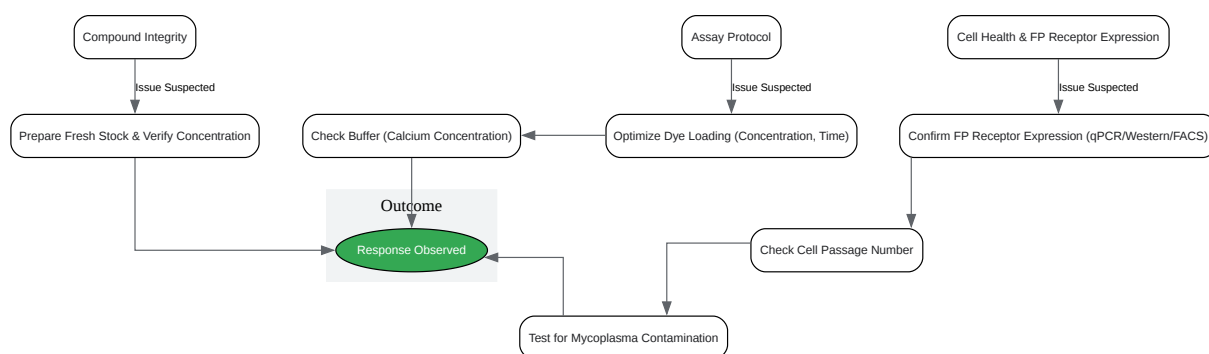 Compound Integrity
Assay Protocol
Cell Health & FP Receptor Expression
Issue Suspected
Issue Suspected
Issue Suspected
Prepare Fresh Stock & Verify Concentration
Check Buffer (Calcium Concentration)
Optimize Dye Loading (Concentration, Time)
Confirm FP Receptor Expression (qPCR/Western/FACS)
Outcome
Response Observed
Check Cell Passage Number
Test for Mycoplasma Contamination